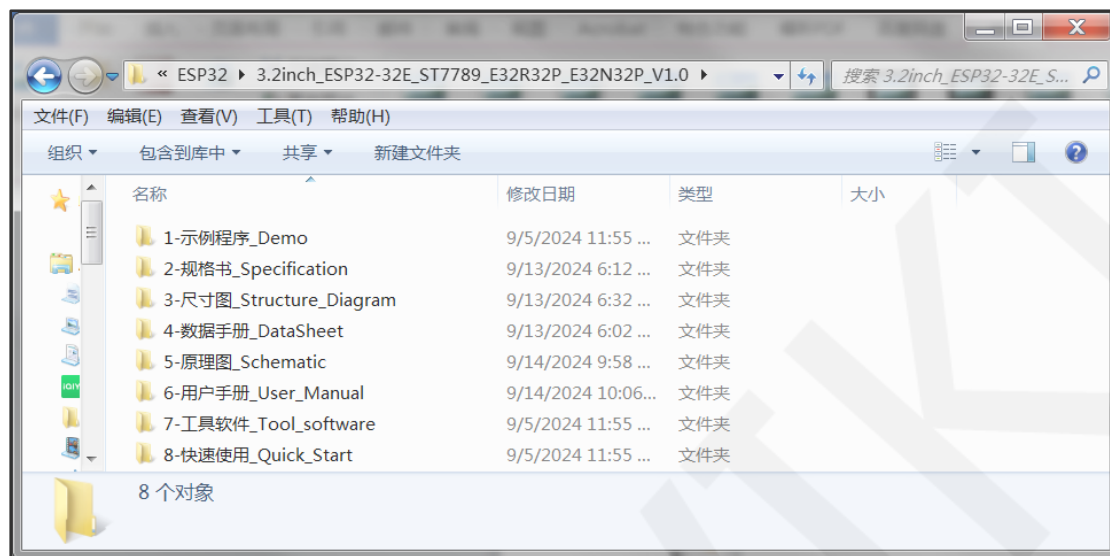 « ESP32 ▸ 3.2inch_ESP32-32E_ST7789_E32R32P_E32N32P_V1.0 ▸ 搜索 3.2inch_ESP32-32E_S...
文件(F) 编辑(E) 查看(V) 工具(T) 帮助(H)
组织 包含到库中 共享 新建文件夹
名称 修改日期 类型 大小
1-示例程序_Demo 9/5/2024 11:55 ... 文件夹
2-规格书_Specification 9/13/2024 6:12 ... 文件夹
3-尺寸图_Structure_Diagram 9/13/2024 6:32 ... 文件夹
4-数据手册_DataSheet 9/13/2024 6:02 ... 文件夹
5-原理图_Schematic 9/14/2024 9:58 ... 文件夹
6-用户手册_User_Manual 9/14/2024 10:06... 文件夹
7-工具软件_Tool_software 9/5/2024 11:55 ... 文件夹
8-快速使用_Quick_Start 9/5/2024 11:55 ... 文件夹
8 个对象